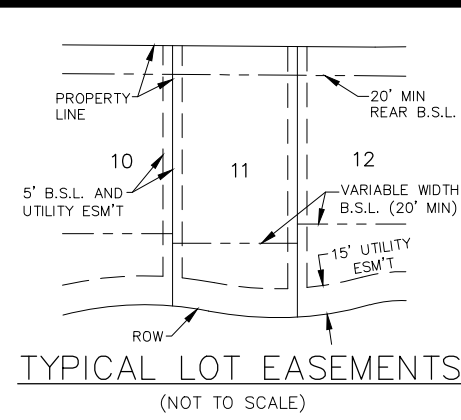 PROPERTY
LINE
20' MIN
REAR B.S.L.
10
11
12
5' B.S.L. AND
UTILITY ESM'T
VARIABLE WIDTH
B.S.L. (20' MIN)
15' UTILITY
ESM'T
ROW
TYPICAL LOT EASEMENTS
(NOT TO SCALE)